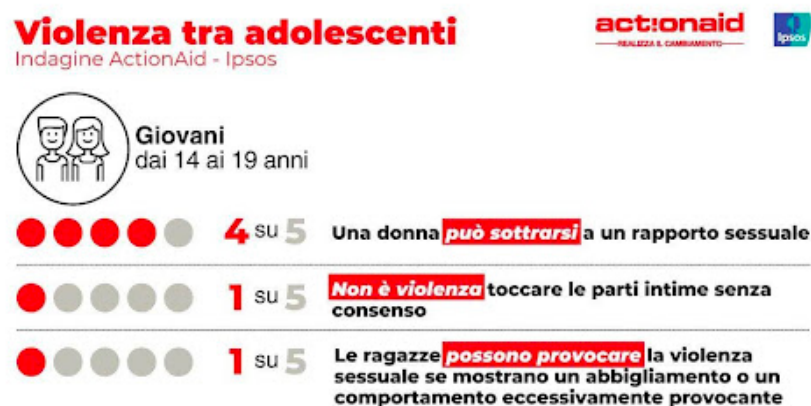 Violenza tra adolescenti
Indagine ActionAid - Ipsos
act:onaid
REALIZZA IL CAMBIAMENTO
Ipsos
Giovani
dai 14 ai 19 anni
4 su 5 Una donna può sottrarsi a un rapporto sessuale
1 su 5 Non è violenza toccare le parti intime senza
consenso
1 su 5 Le ragazze possono provocare la violenza
sessuale se mostrano un abbigliamento o un
comportamento eccessivamente provocante